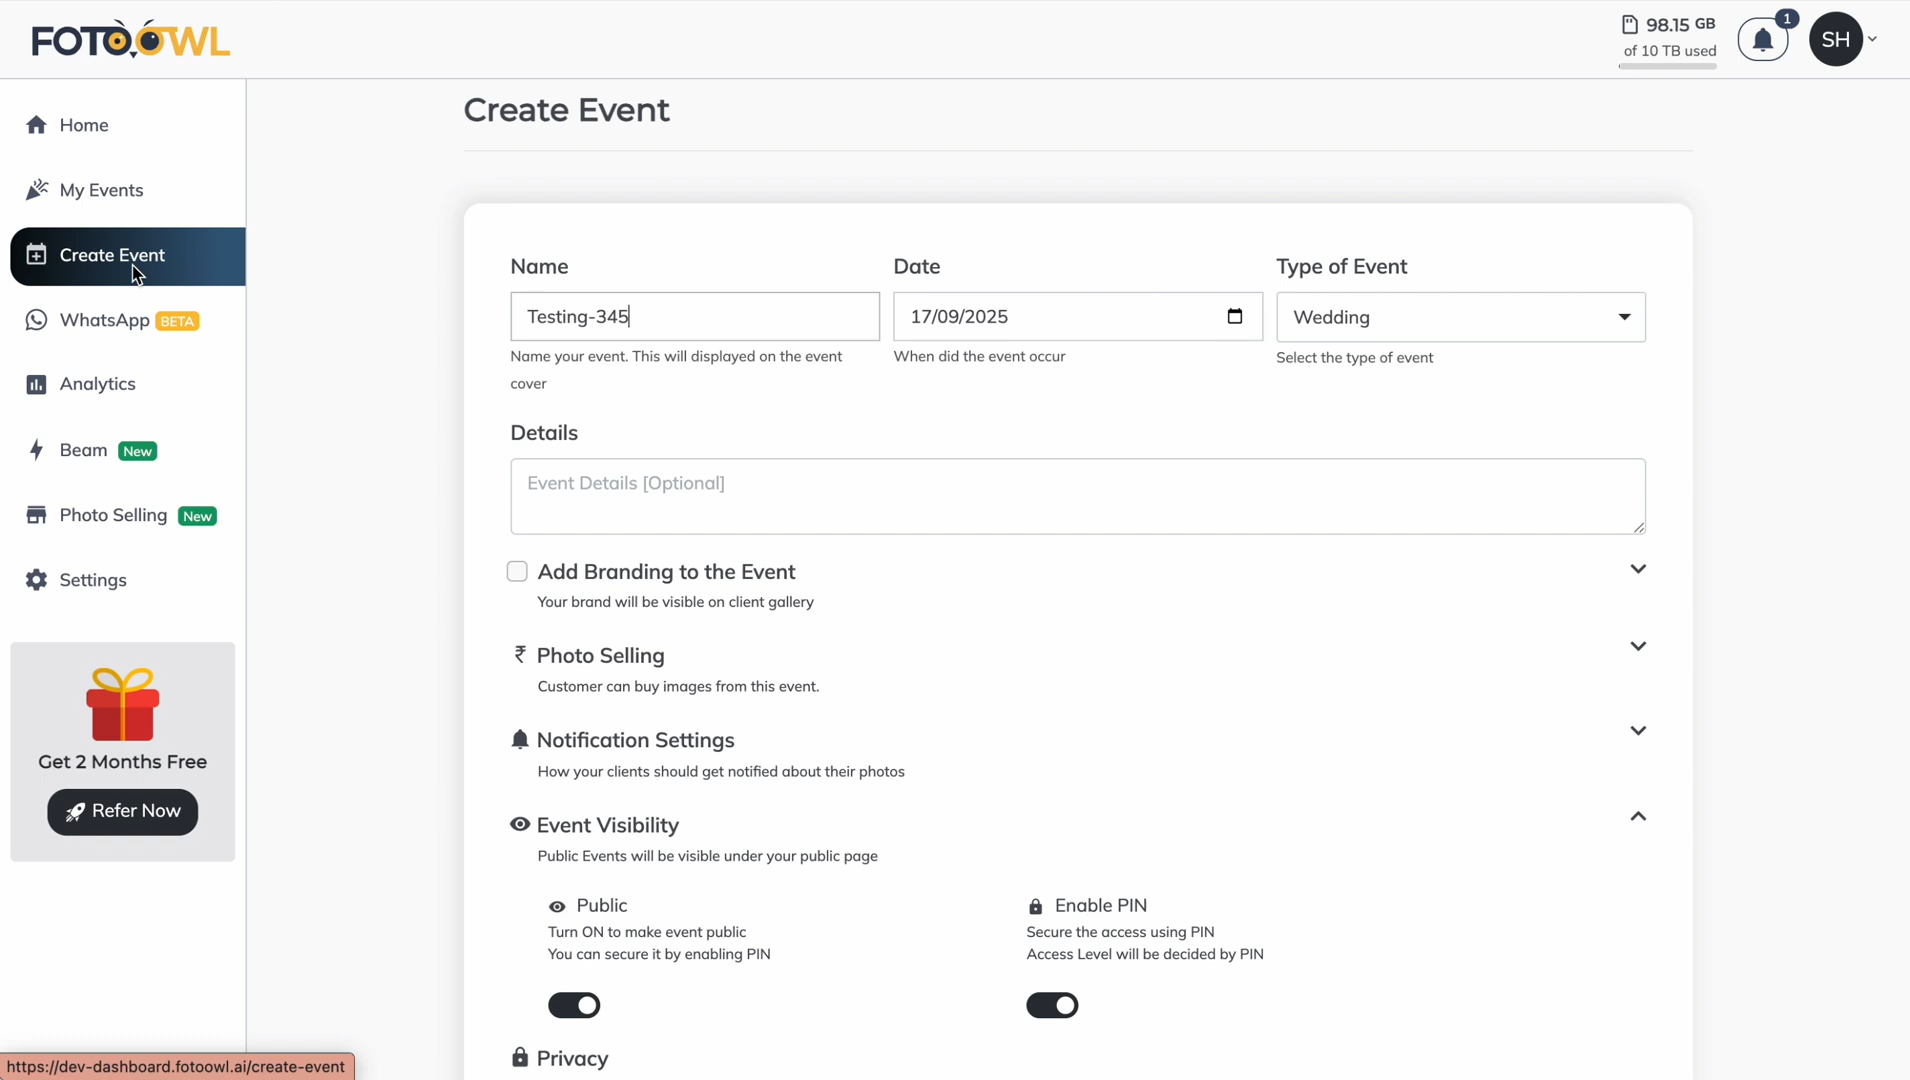 FOTOOWL
98.15 GB
of 10 TB used
1
SH
Home
My Events
Create Event
WhatsApp BETA
Analytics
Beam New
Photo Selling New
Settings
Get 2 Months Free
Refer Now
https://dev-dashboard.fotoowl.ai/create-event
Create Event
Name
Date
Type of Event
Testing-345
17/09/2025
Wedding
Name your event. This will displayed on the event
cover
When did the event occur
Select the type of event
Details
Event Details [Optional]
Add Branding to the Event
Your brand will be visible on client gallery
₹ Photo Selling
Customer can buy images from this event.
Notification Settings
How your clients should get notified about their photos
Event Visibility
Public Events will be visible under your public page
Public
Turn ON to make event public
You can secure it by enabling PIN
Enable PIN
Secure the access using PIN
Access Level will be decided by PIN
Privacy